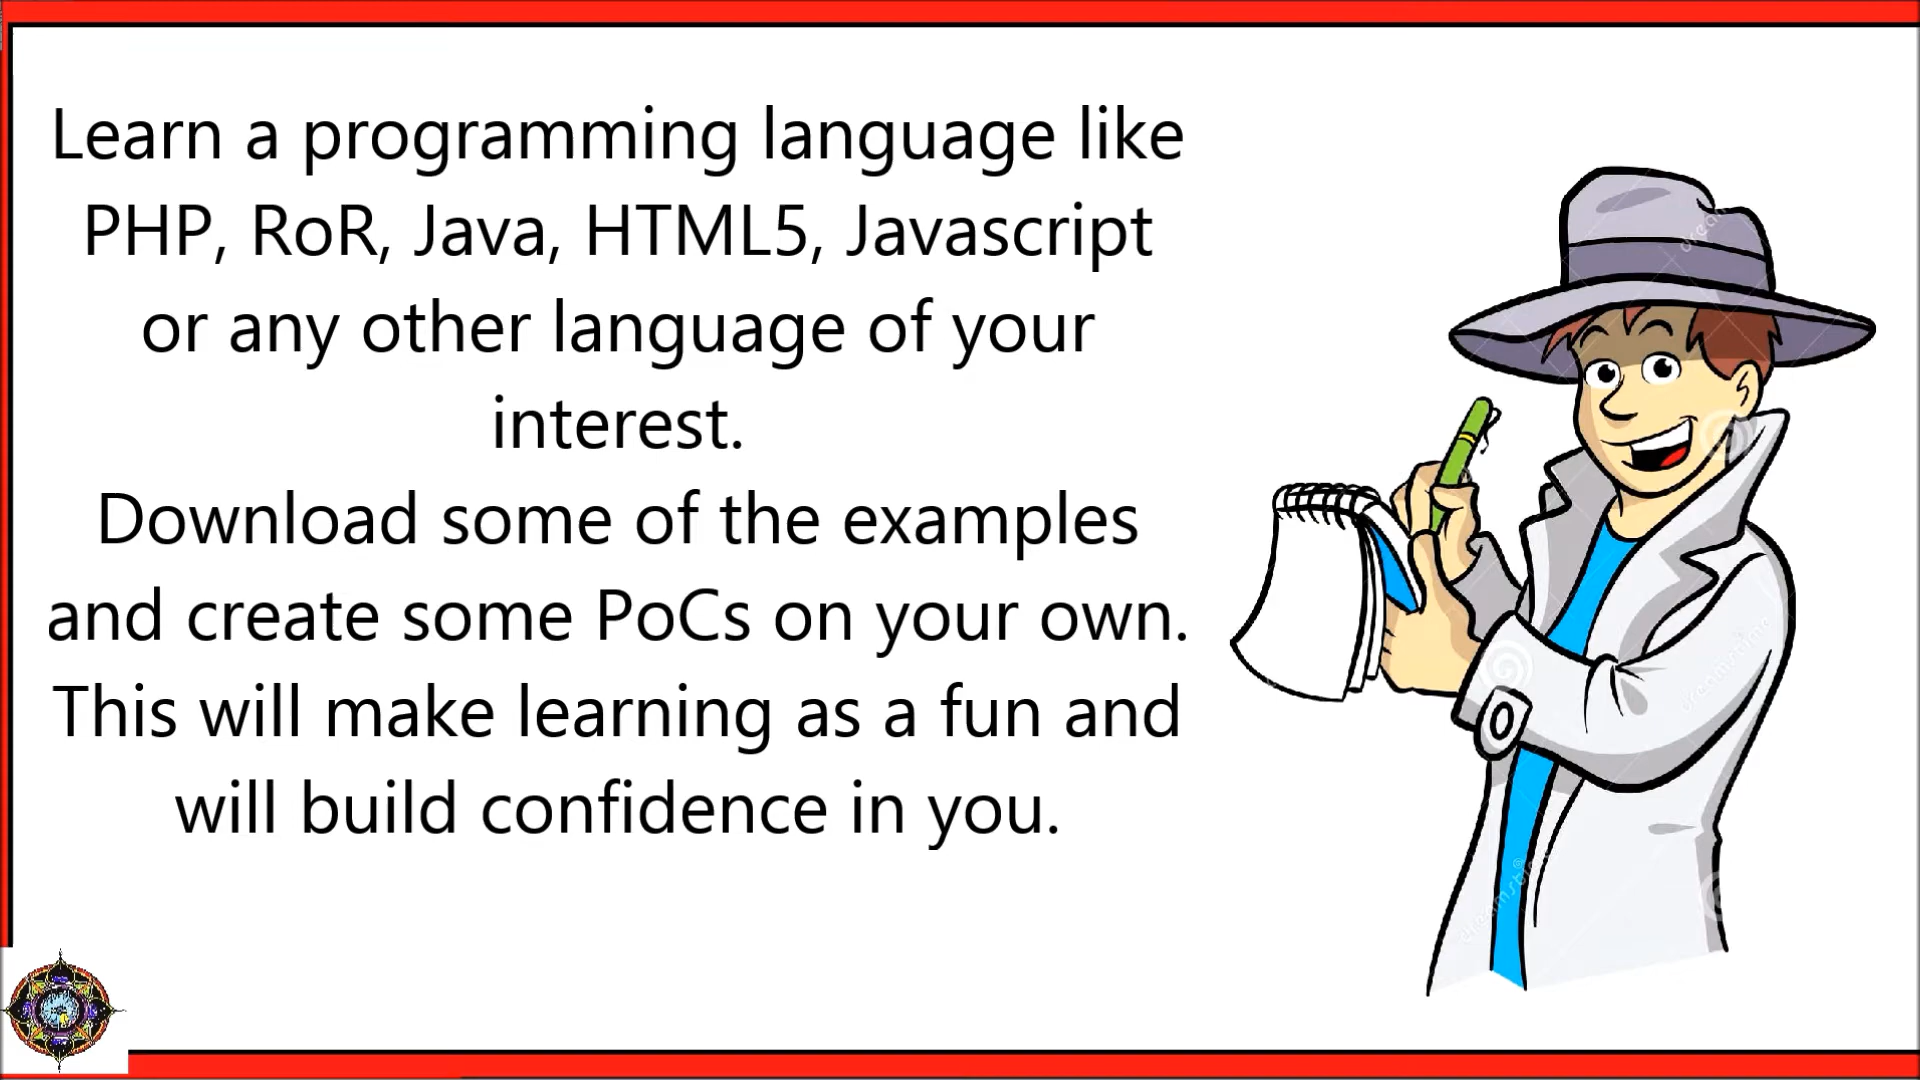 Learn a programming language like
PHP, RoR, Java, HTML5, Javascript
or any other language of your
interest.
Download some of the examples
and create some PoCs on your own.
This will make learning as a fun and
will build confidence in you.